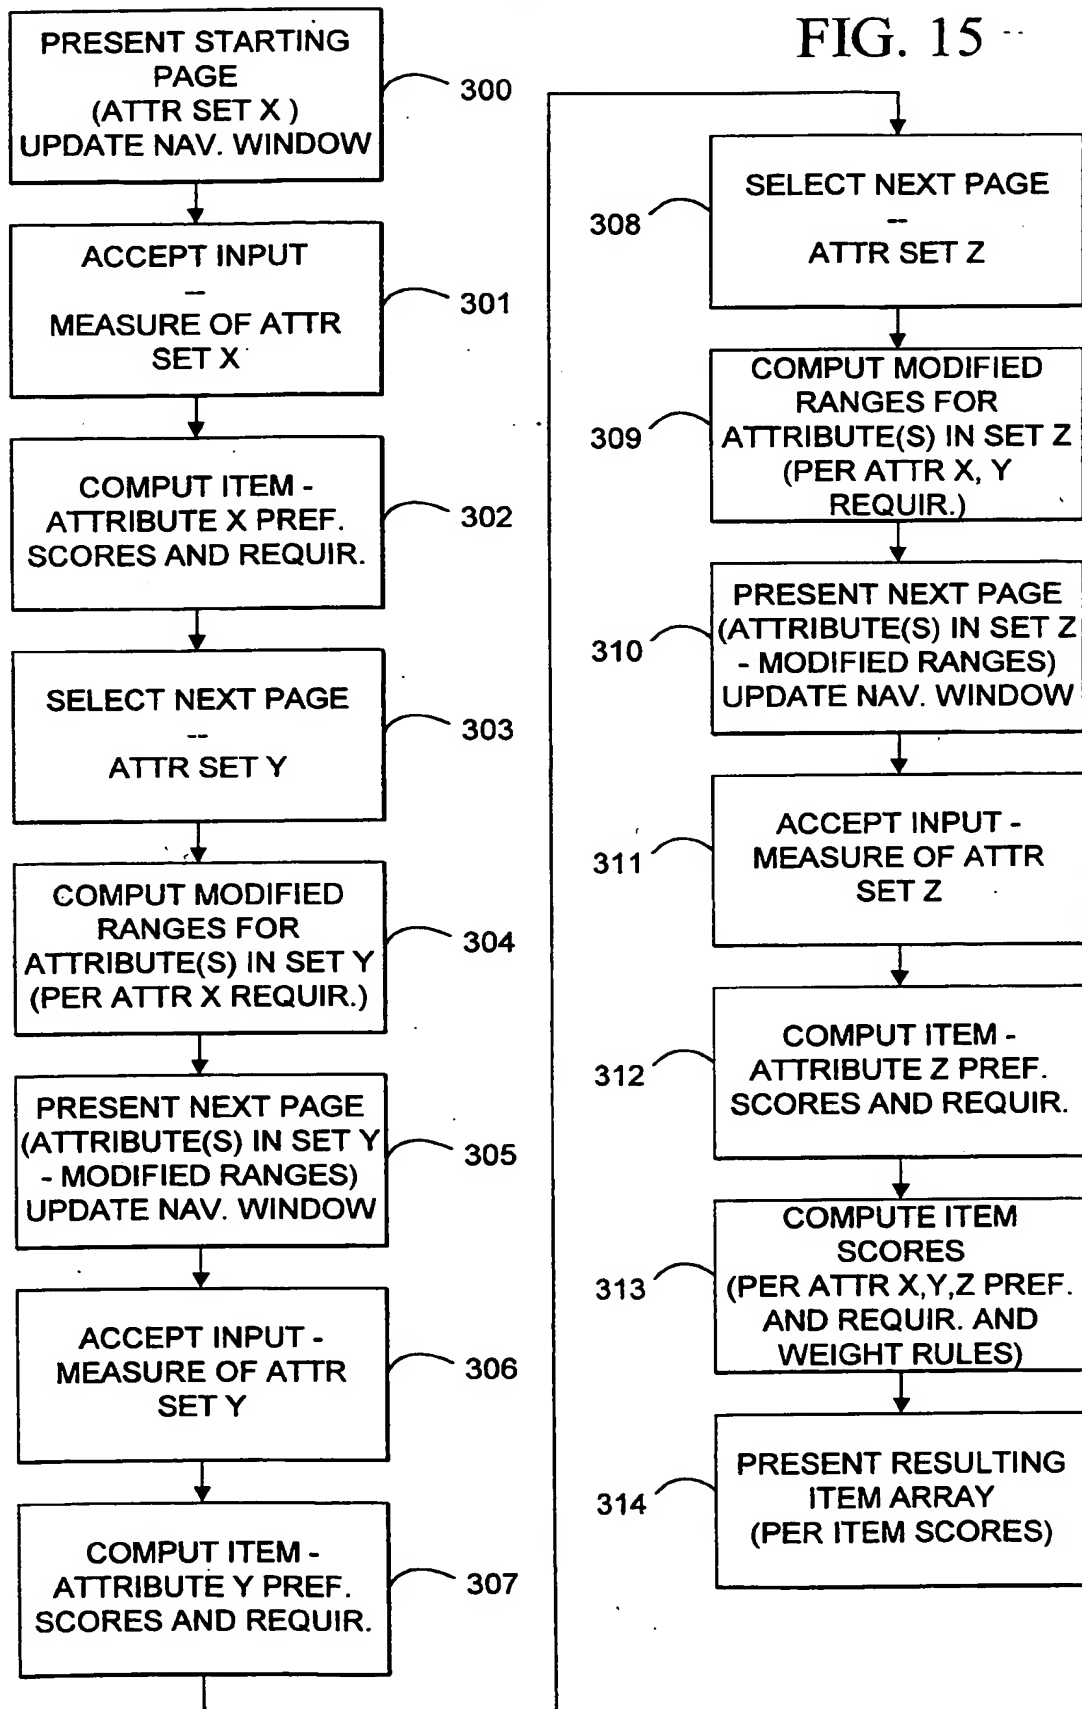 FIG. 15
PRESENT STARTING
PAGE
(ATTR SET X )
UPDATE NAV. WINDOW
300
ACCEPT INPUT
--
MEASURE OF ATTR
SET X
301
COMPUT ITEM -
ATTRIBUTE X PREF.
SCORES AND REQUIR.
302
SELECT NEXT PAGE
--
ATTR SET Y
303
COMPUT MODIFIED
RANGES FOR
ATTRIBUTE(S) IN SET Y
(PER ATTR X REQUIR.)
304
PRESENT NEXT PAGE
(ATTRIBUTE(S) IN SET Y
- MODIFIED RANGES)
UPDATE NAV. WINDOW
305
ACCEPT INPUT -
MEASURE OF ATTR
SET Y
306
COMPUT ITEM -
ATTRIBUTE Y PREF.
SCORES AND REQUIR.
307
SELECT NEXT PAGE
--
ATTR SET Z
308
COMPUT MODIFIED
RANGES FOR
ATTRIBUTE(S) IN SET Z
(PER ATTR X, Y
REQUIR.)
309
PRESENT NEXT PAGE
(ATTRIBUTE(S) IN SET Z
- MODIFIED RANGES)
UPDATE NAV. WINDOW
310
ACCEPT INPUT -
MEASURE OF ATTR
SET Z
311
COMPUT ITEM -
ATTRIBUTE Z PREF.
SCORES AND REQUIR.
312
COMPUTE ITEM
SCORES
(PER ATTR X,Y,Z PREF.
AND REQUIR. AND
WEIGHT RULES)
313
PRESENT RESULTING
ITEM ARRAY
(PER ITEM SCORES)
314